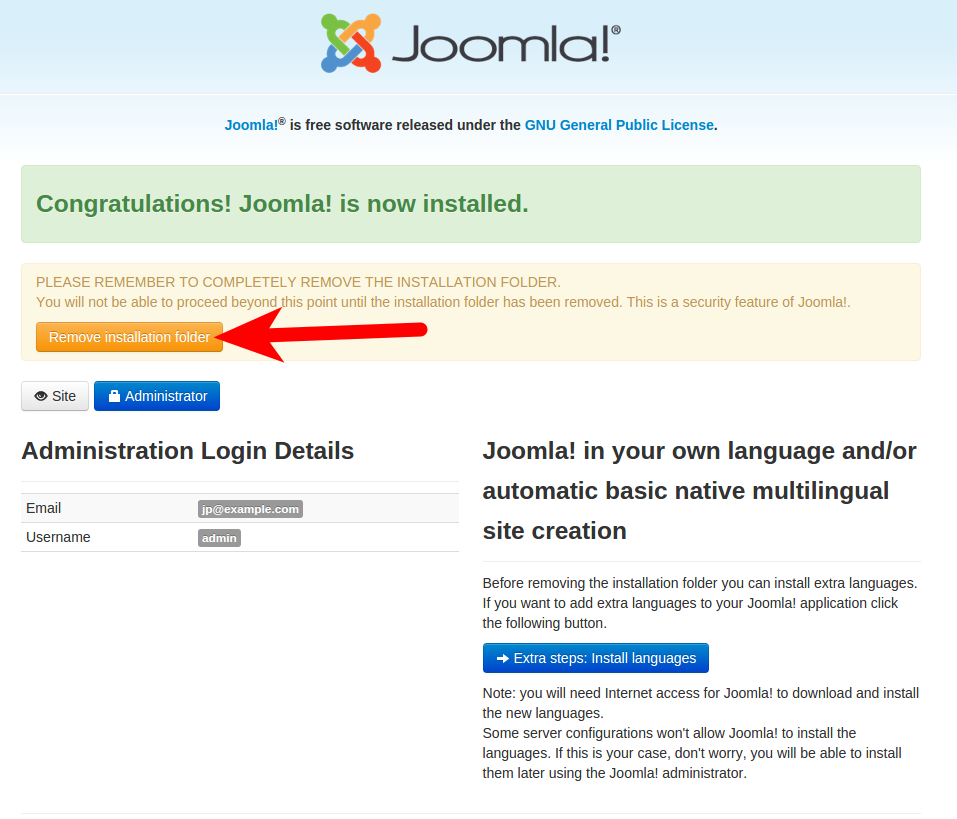 Joomla!®
Joomla!® is free software released under the GNU General Public License.
Congratulations! Joomla! is now installed.
PLEASE REMEMBER TO COMPLETELY REMOVE THE INSTALLATION FOLDER.
You will not be able to proceed beyond this point until the installation folder has been removed. This is a security feature of Joomla!.
Remove installation folder
Site
Administrator
Administration Login Details
Email jp@example.com
Username admin
Joomla! in your own language and/or
automatic basic native multilingual
site creation
Before removing the installation folder you can install extra languages.
If you want to add extra languages to your Joomla! application click
the following button.
Extra steps: Install languages
Note: you will need Internet access for Joomla! to download and install
the new languages.
Some server configurations won't allow Joomla! to install the
languages. If this is your case, don't worry, you will be able to install
them later using the Joomla! administrator.